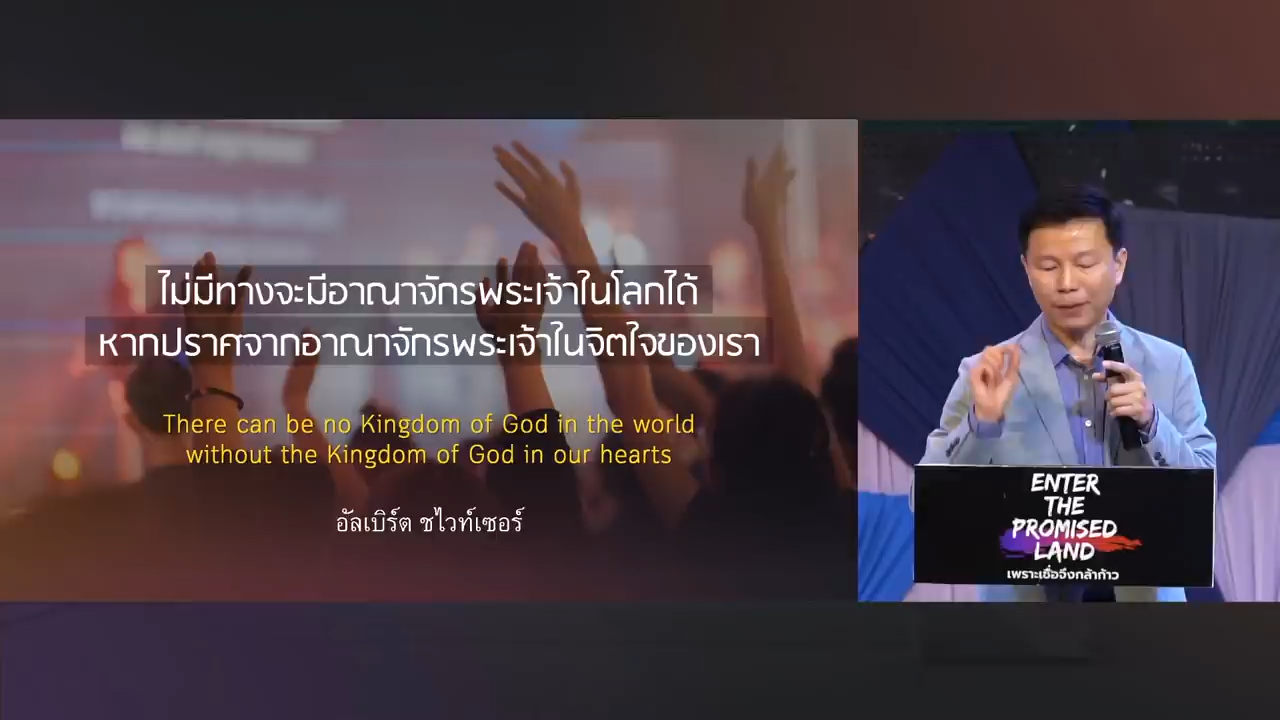 ไม่มีทางจะมีอาณาจักรพระเจ้าในโลกได้
หากปราศจากอาณาจักรพระเจ้าในจิตใจของเรา
There can be no Kingdom of God in the world
without the Kingdom of God in our hearts
อัลเบิร์ต ชไวท์เซอร์
ENTER
THE
PROMISED
LAND
เพราะเชื่อจึงกล้าก้าว